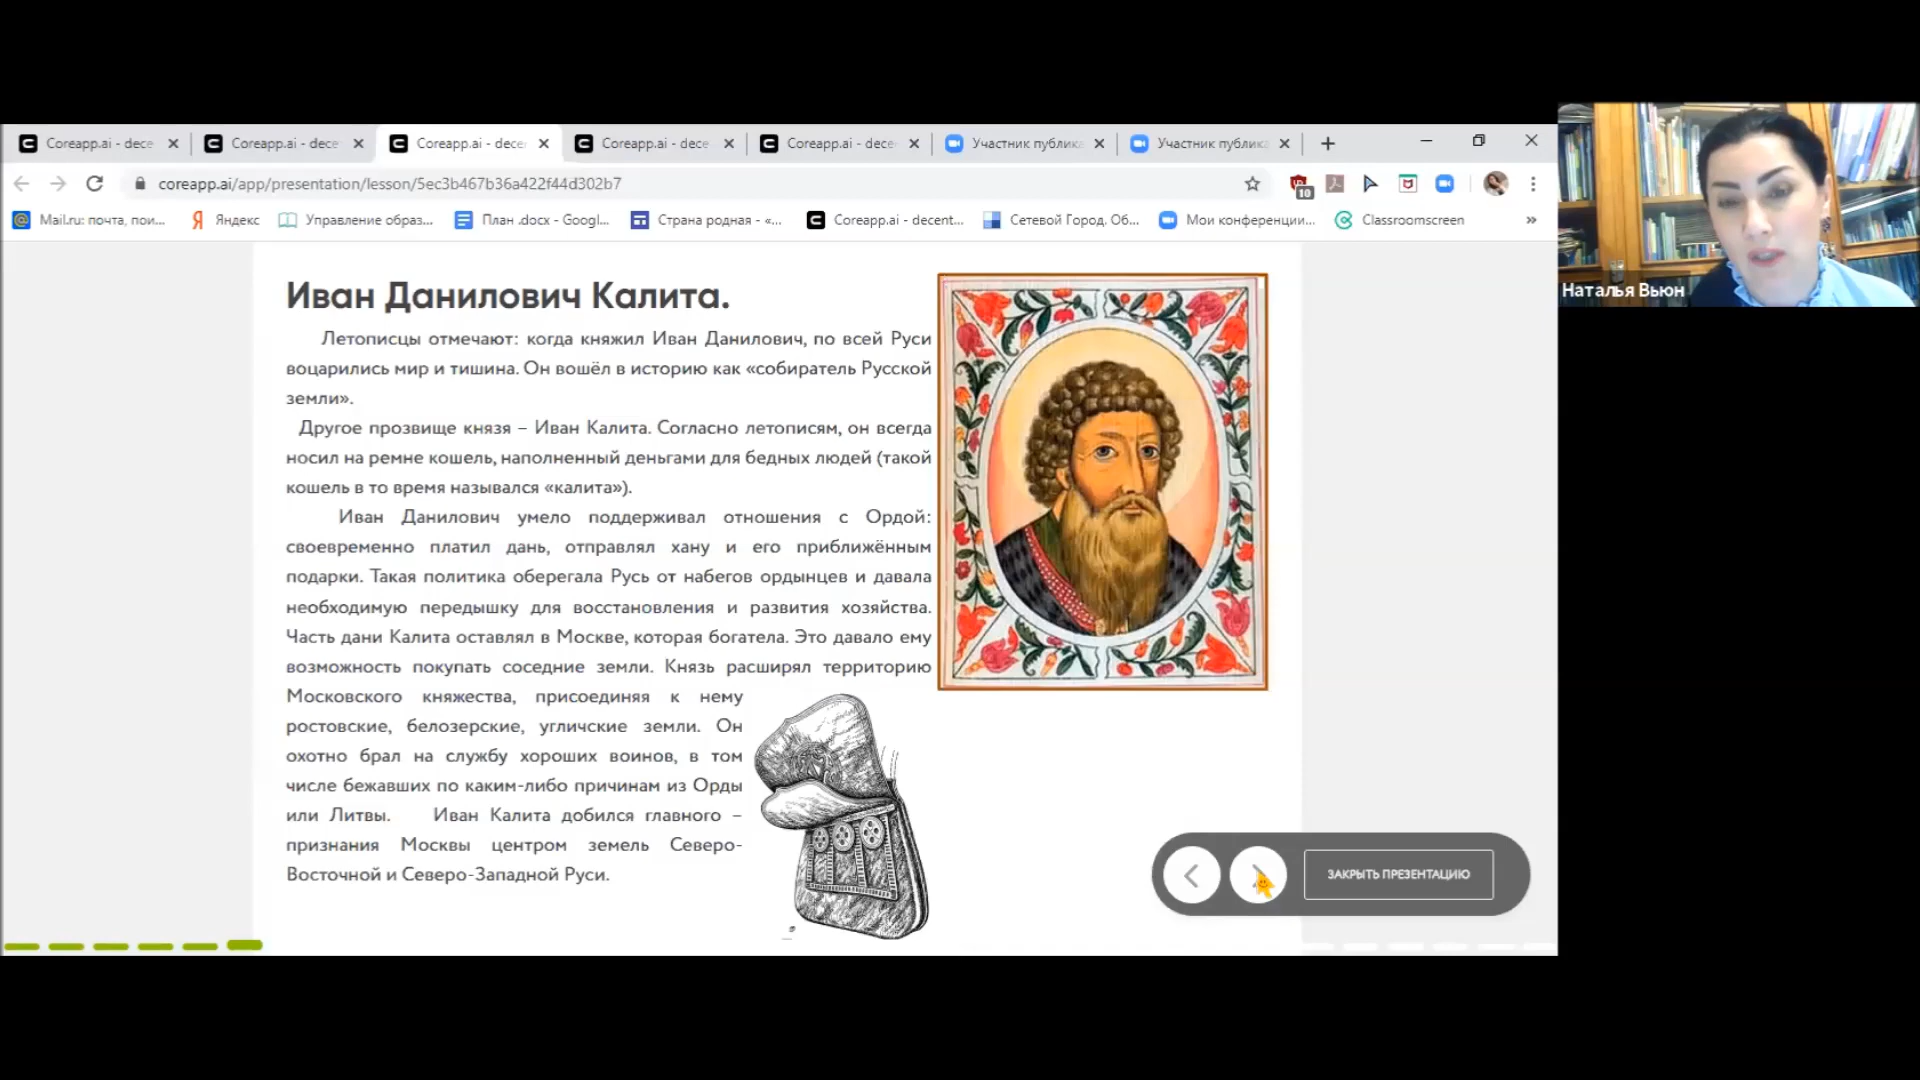 Coreapp.ai - dece
Coreapp.ai - dece
Coreapp.ai - dece
Coreapp.ai - dece
Coreapp.ai - dece
Участник публика
Участник публика
coreapp.ai/app/presentation/lesson/5ec3b467b36a422f44d302b7
10
Mail.ru: почта, пои...
Яндекс
Управление образ...
План .docx - Googl...
Страна родная - «...
Coreapp.ai - decent...
Сетевой Город. Об...
Мои конференции...
Classroomscreen
»
Наталья Вьюн
Иван Данилович Калита.
Летописцы отмечают: когда княжил Иван Данилович, по всей Руси
воцарились мир и тишина. Он вошёл в историю как «собиратель Русской
земли».
Другое прозвище князя – Иван Калита. Согласно летописям, он всегда
носил на ремне кошель, наполненный деньгами для бедных людей (такой
кошель в то время назывался «калита»).
Иван Данилович умело поддерживал отношения с Ордой:
своевременно платил дань, отправлял хану и его приближённым
подарки. Такая политика оберегала Русь от набегов ордынцев и давала
необходимую передышку для восстановления и развития хозяйства.
Часть дани Калита оставлял в Москве, которая богатела. Это давало ему
возможность покупать соседние земли. Князь расширял территорию
Московского княжества, присоединяя к нему
ростовские, белозерские, угличские земли. Он
охотно брал на службу хороших воинов, в том
числе бежавших по каким-либо причинам из Орды
или Литвы. Иван Калита добился главного –
признания Москвы центром земель Северо-
Восточной и Северо-Западной Руси.
ЗАКРЫТЬ ПРЕЗЕНТАЦИЮ